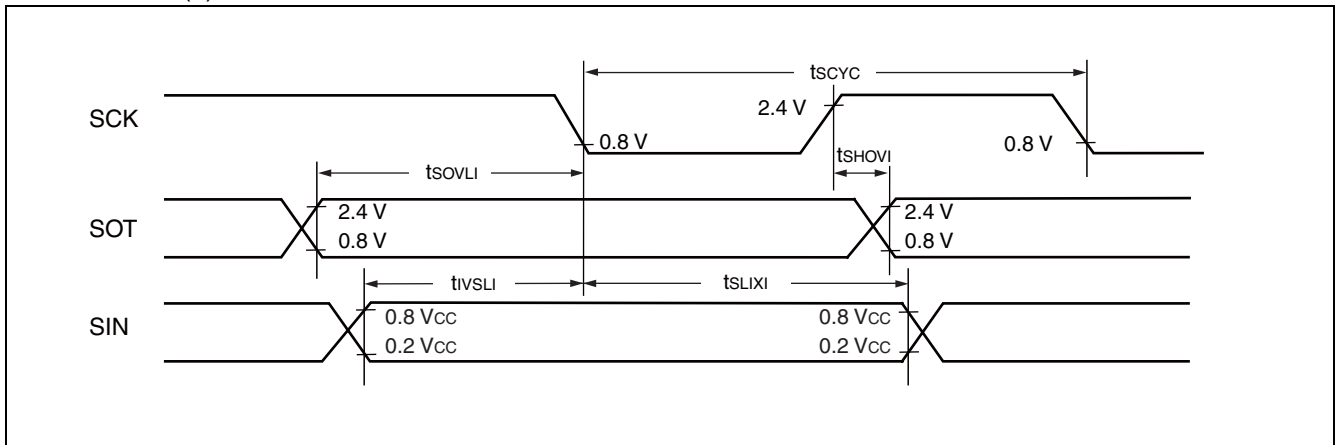 tSCYC
SCK
2.4 V
0.8 V
0.8 V
tSHOVI
tSOVLI
SOT
2.4 V
2.4 V
0.8 V
0.8 V
tIVSLI
tSLIXI
SIN
0.8 VCC
0.8 VCC
0.2 VCC
0.2 VCC